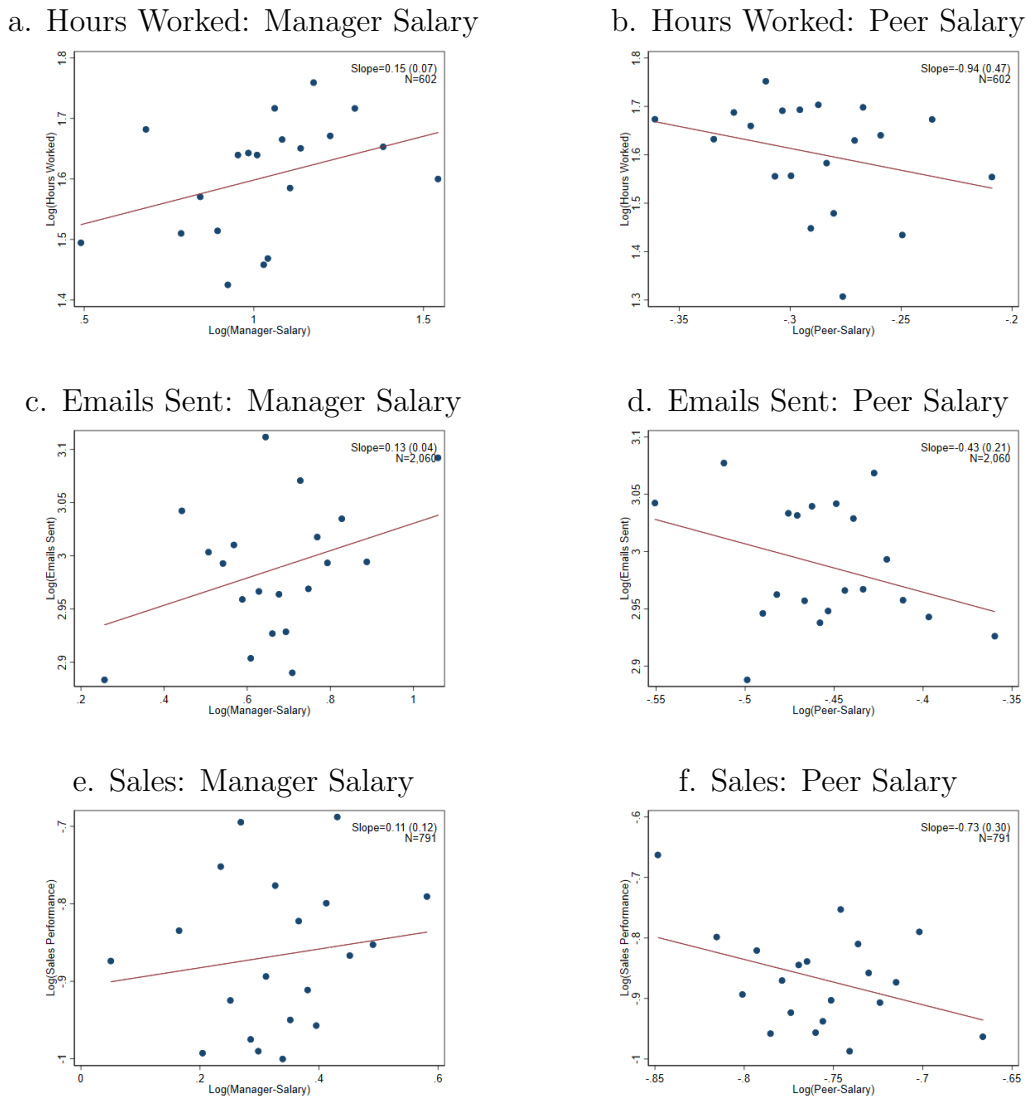 a. Hours Worked: Manager Salary
Slope=0.15 (0.07)
N=602
Log(Hours Worked)
1.8
1.7
1.6
1.5
1.4
.5
1
1.5
Log(Manager-Salary)
b. Hours Worked: Peer Salary
Slope=-0.94 (0.47)
N=602
Log(Hours Worked)
1.8
1.7
1.6
1.5
1.4
1.3
-.35
-.3
-.25
-.2
Log(Peer-Salary)
c. Emails Sent: Manager Salary
Slope=0.13 (0.04)
N=2,060
Log(Emails Sent)
3.1
3.05
3
2.95
2.9
.2
.4
.6
.8
1
Log(Manager-Salary)
d. Emails Sent: Peer Salary
Slope=-0.43 (0.21)
N=2,060
Log(Emails Sent)
3.1
3.05
3
2.95
2.9
-.55
-.5
-.45
-.4
-.35
Log(Peer-Salary)
e. Sales: Manager Salary
Slope=0.11 (0.12)
N=791
Log(Sales Performance)
-.7
-.8
-.9
-1
0
.2
.4
.6
Log(Manager-Salary)
f. Sales: Peer Salary
Slope=-0.73 (0.30)
N=791
Log(Sales Performance)
-.6
-.7
-.8
-.9
-1
-.85
-.8
-.75
-.7
-.65
Log(Peer-Salary)